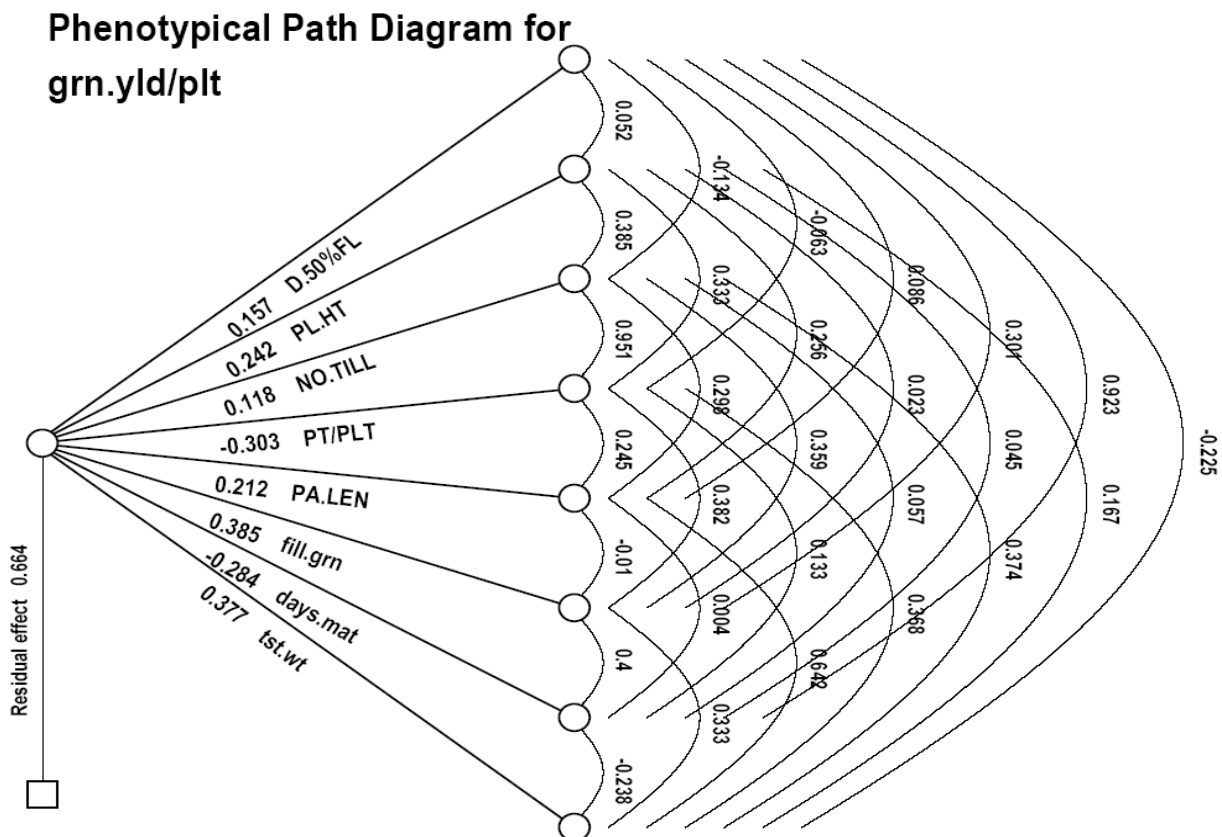 Phenotypical Path Diagram for
grn.yld/plt
0.157 D.50%FL
0.242 PL.HT
0.118 NO.TILL
-0.303 PT/PLT
0.212 PA.LEN
0.385 fill.grn
-0.284 days.mat
0.377 tst.wt
Residual effect 0.664
0.052
0.385
0.951
0.245
-0.01
0.4
-0.238
-0.134
0.333
0.298
0.382
0.004
0.333
-0.063
0.256
0.359
0.133
0.642
0.086
0.023
0.057
0.368
0.301
0.045
0.374
0.923
0.167
-0.225